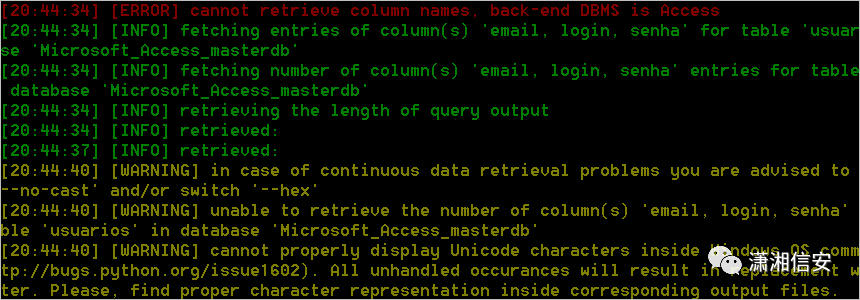 [20:44:34] [ERROR] cannot retrieve column names, back-end DBMS is Access
[20:44:34] [INFO] fetching entries of column(s) 'email, login, senha' for table 'usuar
se 'Microsoft_Access_masterdb'
[20:44:34] [INFO] fetching number of column(s) 'email, login, senha' entries for table
database 'Microsoft_Access_masterdb'
[20:44:34] [INFO] retrieving the length of query output
[20:44:34] [INFO] retrieved:
[20:44:37] [INFO] retrieved:
[20:44:40] [WARNING] in case of continuous data retrieval problems you are advised to
--no-cast' and/or switch '--hex'
[20:44:40] [WARNING] unable to retrieve the number of column(s) 'email, login, senha'
ble 'usuarios' in database 'Microsoft_Access_masterdb'
[20:44:40] [WARNING] cannot properly display Unicode characters inside Windows OS comm
tp://bugs.python.org/issue1602). All unhandled occurances will result in replacement w
ter. Please, find proper character representation inside corresponding output files.
潇湘信安